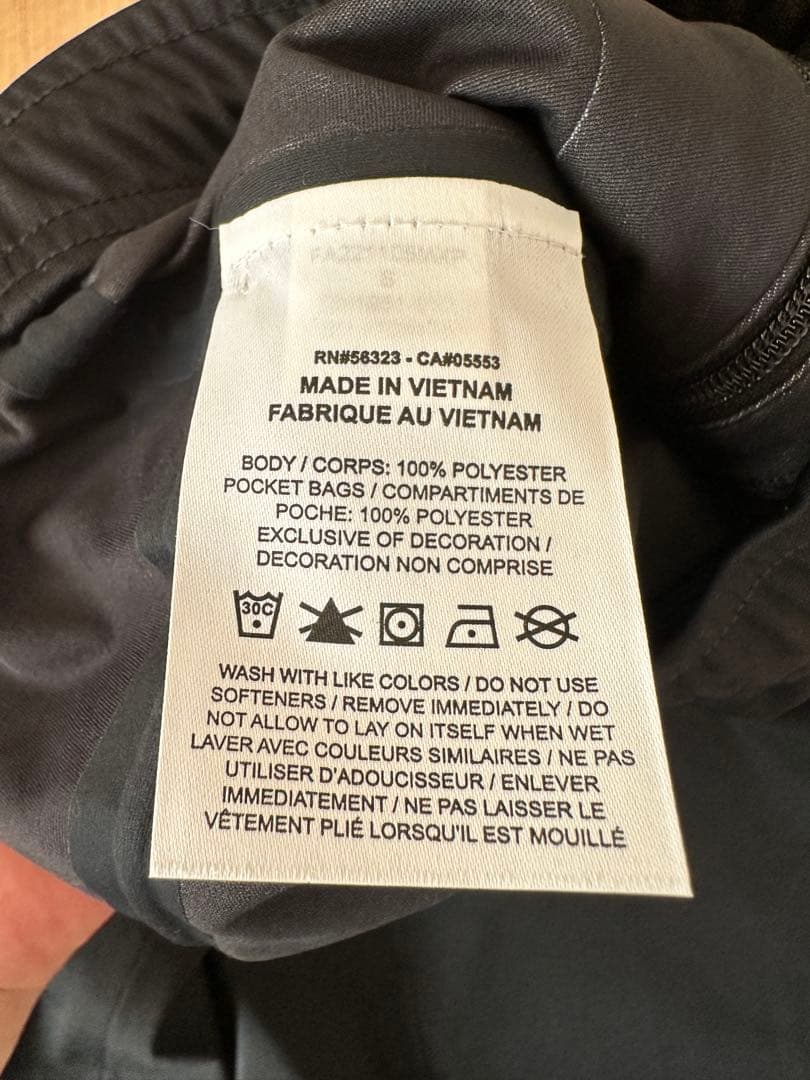 S
RN#56323 - CA#05553
MADE IN VIETNAM
FABRIQUE AU VIETNAM
BODY / CORPS: 100% POLYESTER
POCKET BAGS / COMPARTIMENTS DE
POCHE: 100% POLYESTER
EXCLUSIVE OF DECORATION /
DECORATION NON COMPRISE
30C
WASH WITH LIKE COLORS / DO NOT USE
SOFTENERS / REMOVE IMMEDIATELY / DO
NOT ALLOW TO LAY ON ITSELF WHEN WET
LAVER AVEC COULEURS SIMILAIRES / NE PAS
UTILISER D'ADOUCISSEUR / ENLEVER
IMMEDIATEMENT / NE PAS LAISSER LE
VÊTEMENT PLIÉ LORSQU'IL EST MOUILLÉ